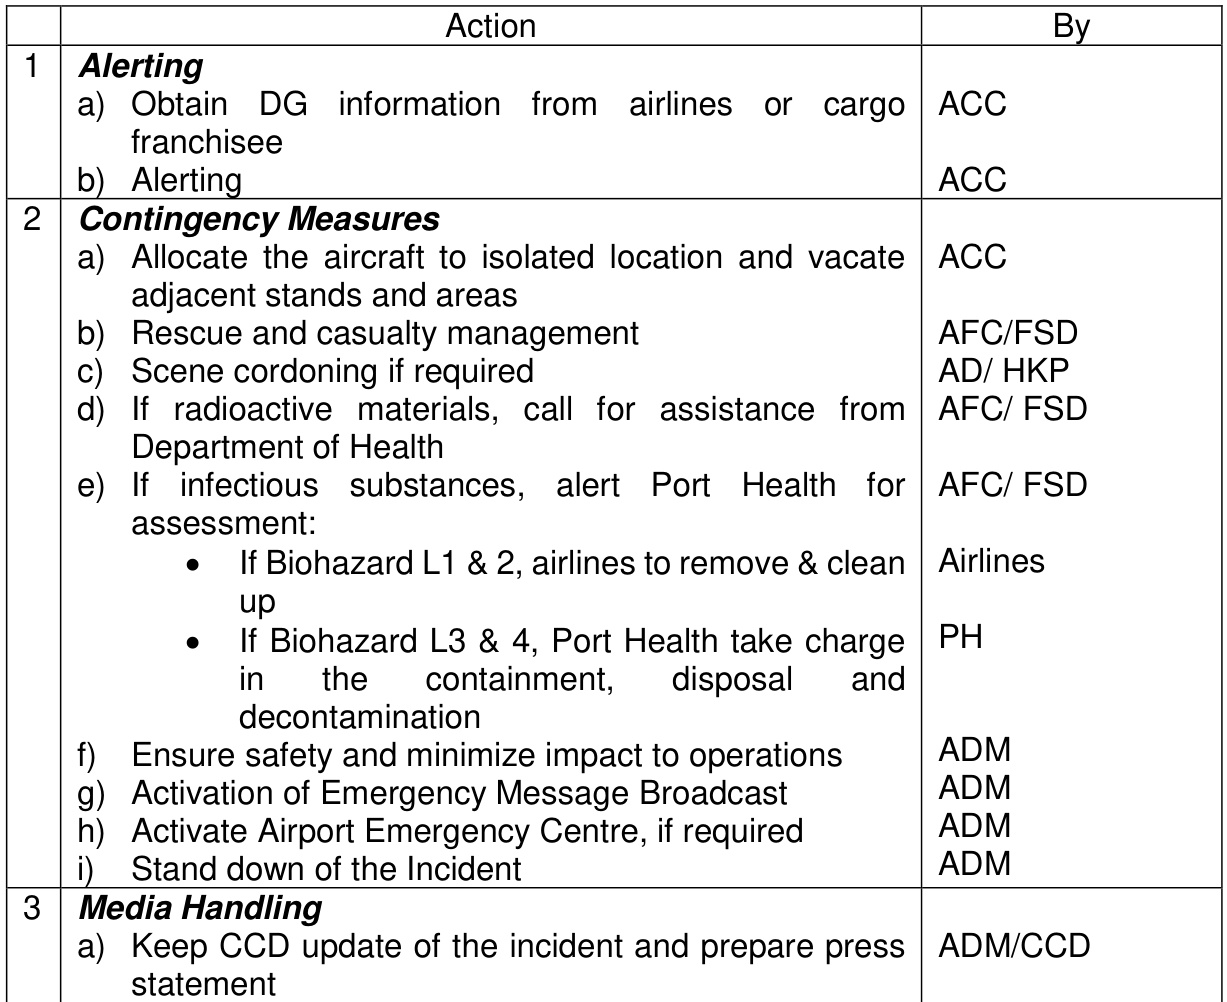 Action By
1 Alerting
a) Obtain DG information from airlines or cargo ACC
franchisee
b) Alerting ACC
2 Contingency Measures
a) Allocate the aircraft to isolated location and vacate ACC
adjacent stands and areas
b) Rescue and casualty management AFC/FSD
c) Scene cordoning if required AD/ HKP
d) If radioactive materials, call for assistance from AFC/ FSD
Department of Health
e) If infectious substances, alert Port Health for AFC/ FSD
assessment:
• If Biohazard L1 & 2, airlines to remove & clean Airlines
up
• If Biohazard L3 & 4, Port Health take charge PH
in the containment, disposal and
decontamination
f) Ensure safety and minimize impact to operations ADM
g) Activation of Emergency Message Broadcast ADM
h) Activate Airport Emergency Centre, if required ADM
i) Stand down of the Incident ADM
3 Media Handling
a) Keep CCD update of the incident and prepare press ADM/CCD
statement